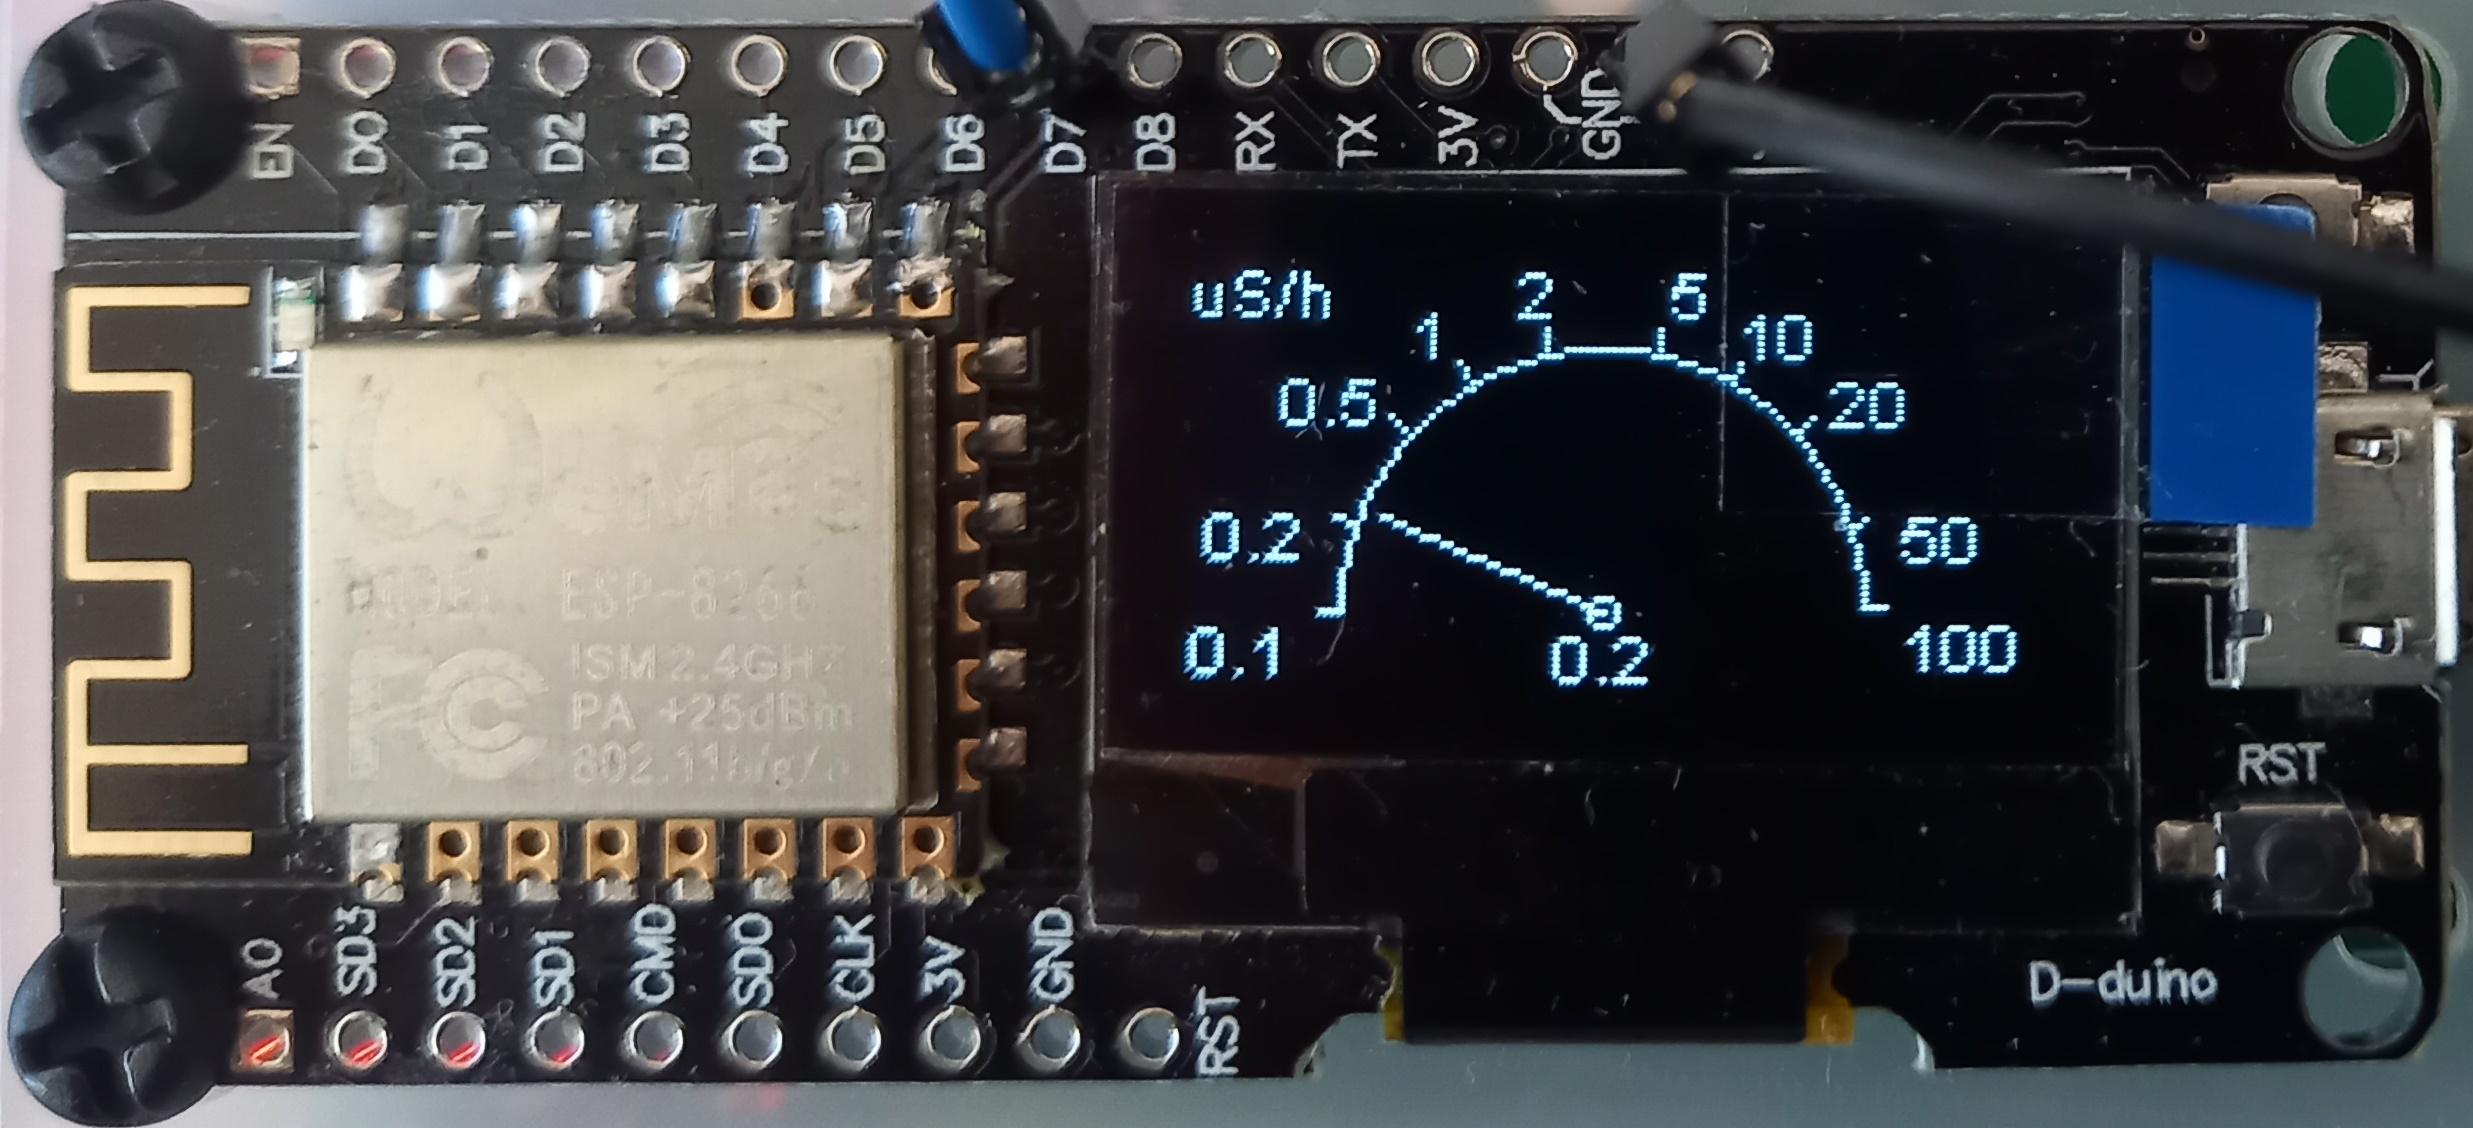 EN D0 D1 D2 D3 D4 D5 D6 D7 D8 RX TX 3V GND
uS/h
0.1
0.2
0.5
1
2
5
10
20
50
100
0.2
ESP-8266
ISM 2.4GHz
PA +25dBm
802.11b/g/n
FC
RST
D-duino
A0 SD3 SD2 SD1 CMD SD0 CLK 3V GND RST